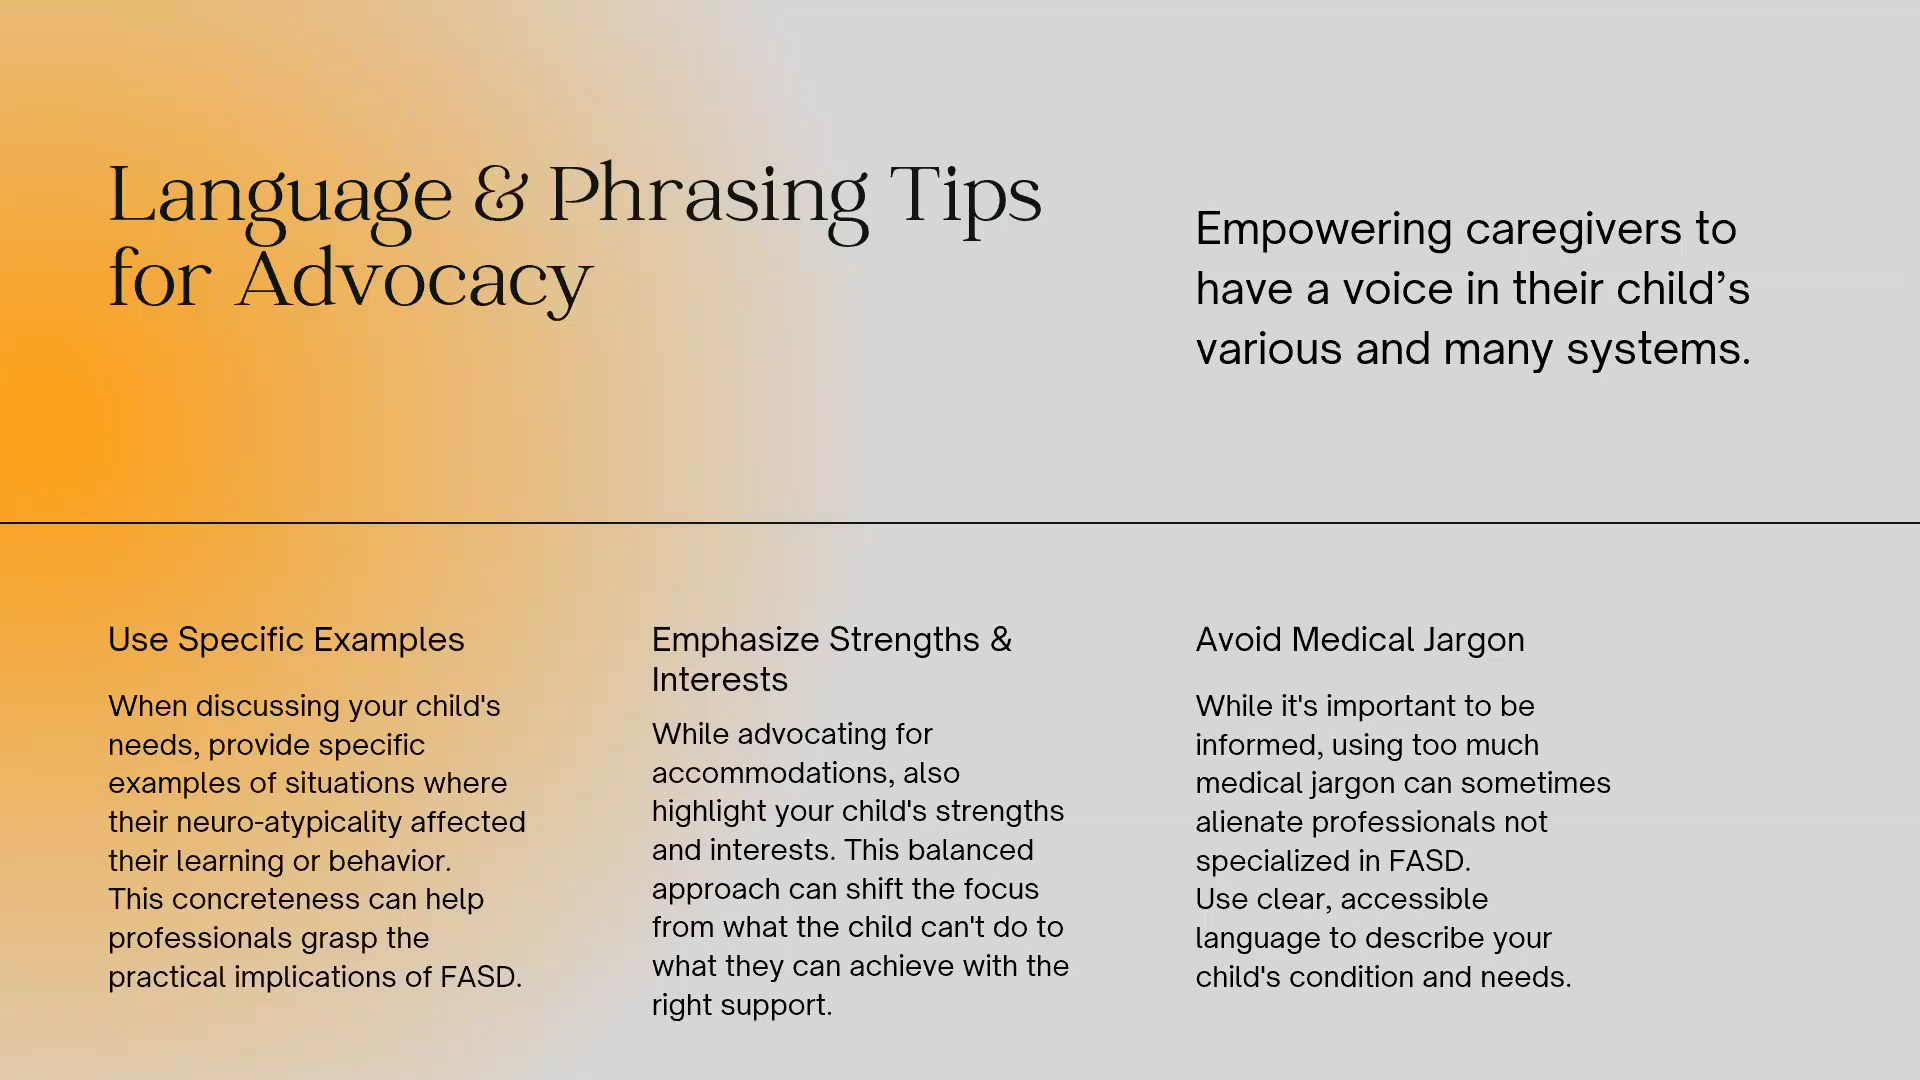 Language & Phrasing Tips
for Advocacy
Empowering caregivers to
have a voice in their child’s
various and many systems.
Use Specific Examples
When discussing your child's
needs, provide specific
examples of situations where
their neuro-atypicality affected
their learning or behavior.
This concreteness can help
professionals grasp the
practical implications of FASD.
Emphasize Strengths &
Interests
While advocating for
accommodations, also
highlight your child's strengths
and interests. This balanced
approach can shift the focus
from what the child can't do to
what they can achieve with the
right support.
Avoid Medical Jargon
While it's important to be
informed, using too much
medical jargon can sometimes
alienate professionals not
specialized in FASD.
Use clear, accessible
language to describe your
child's condition and needs.